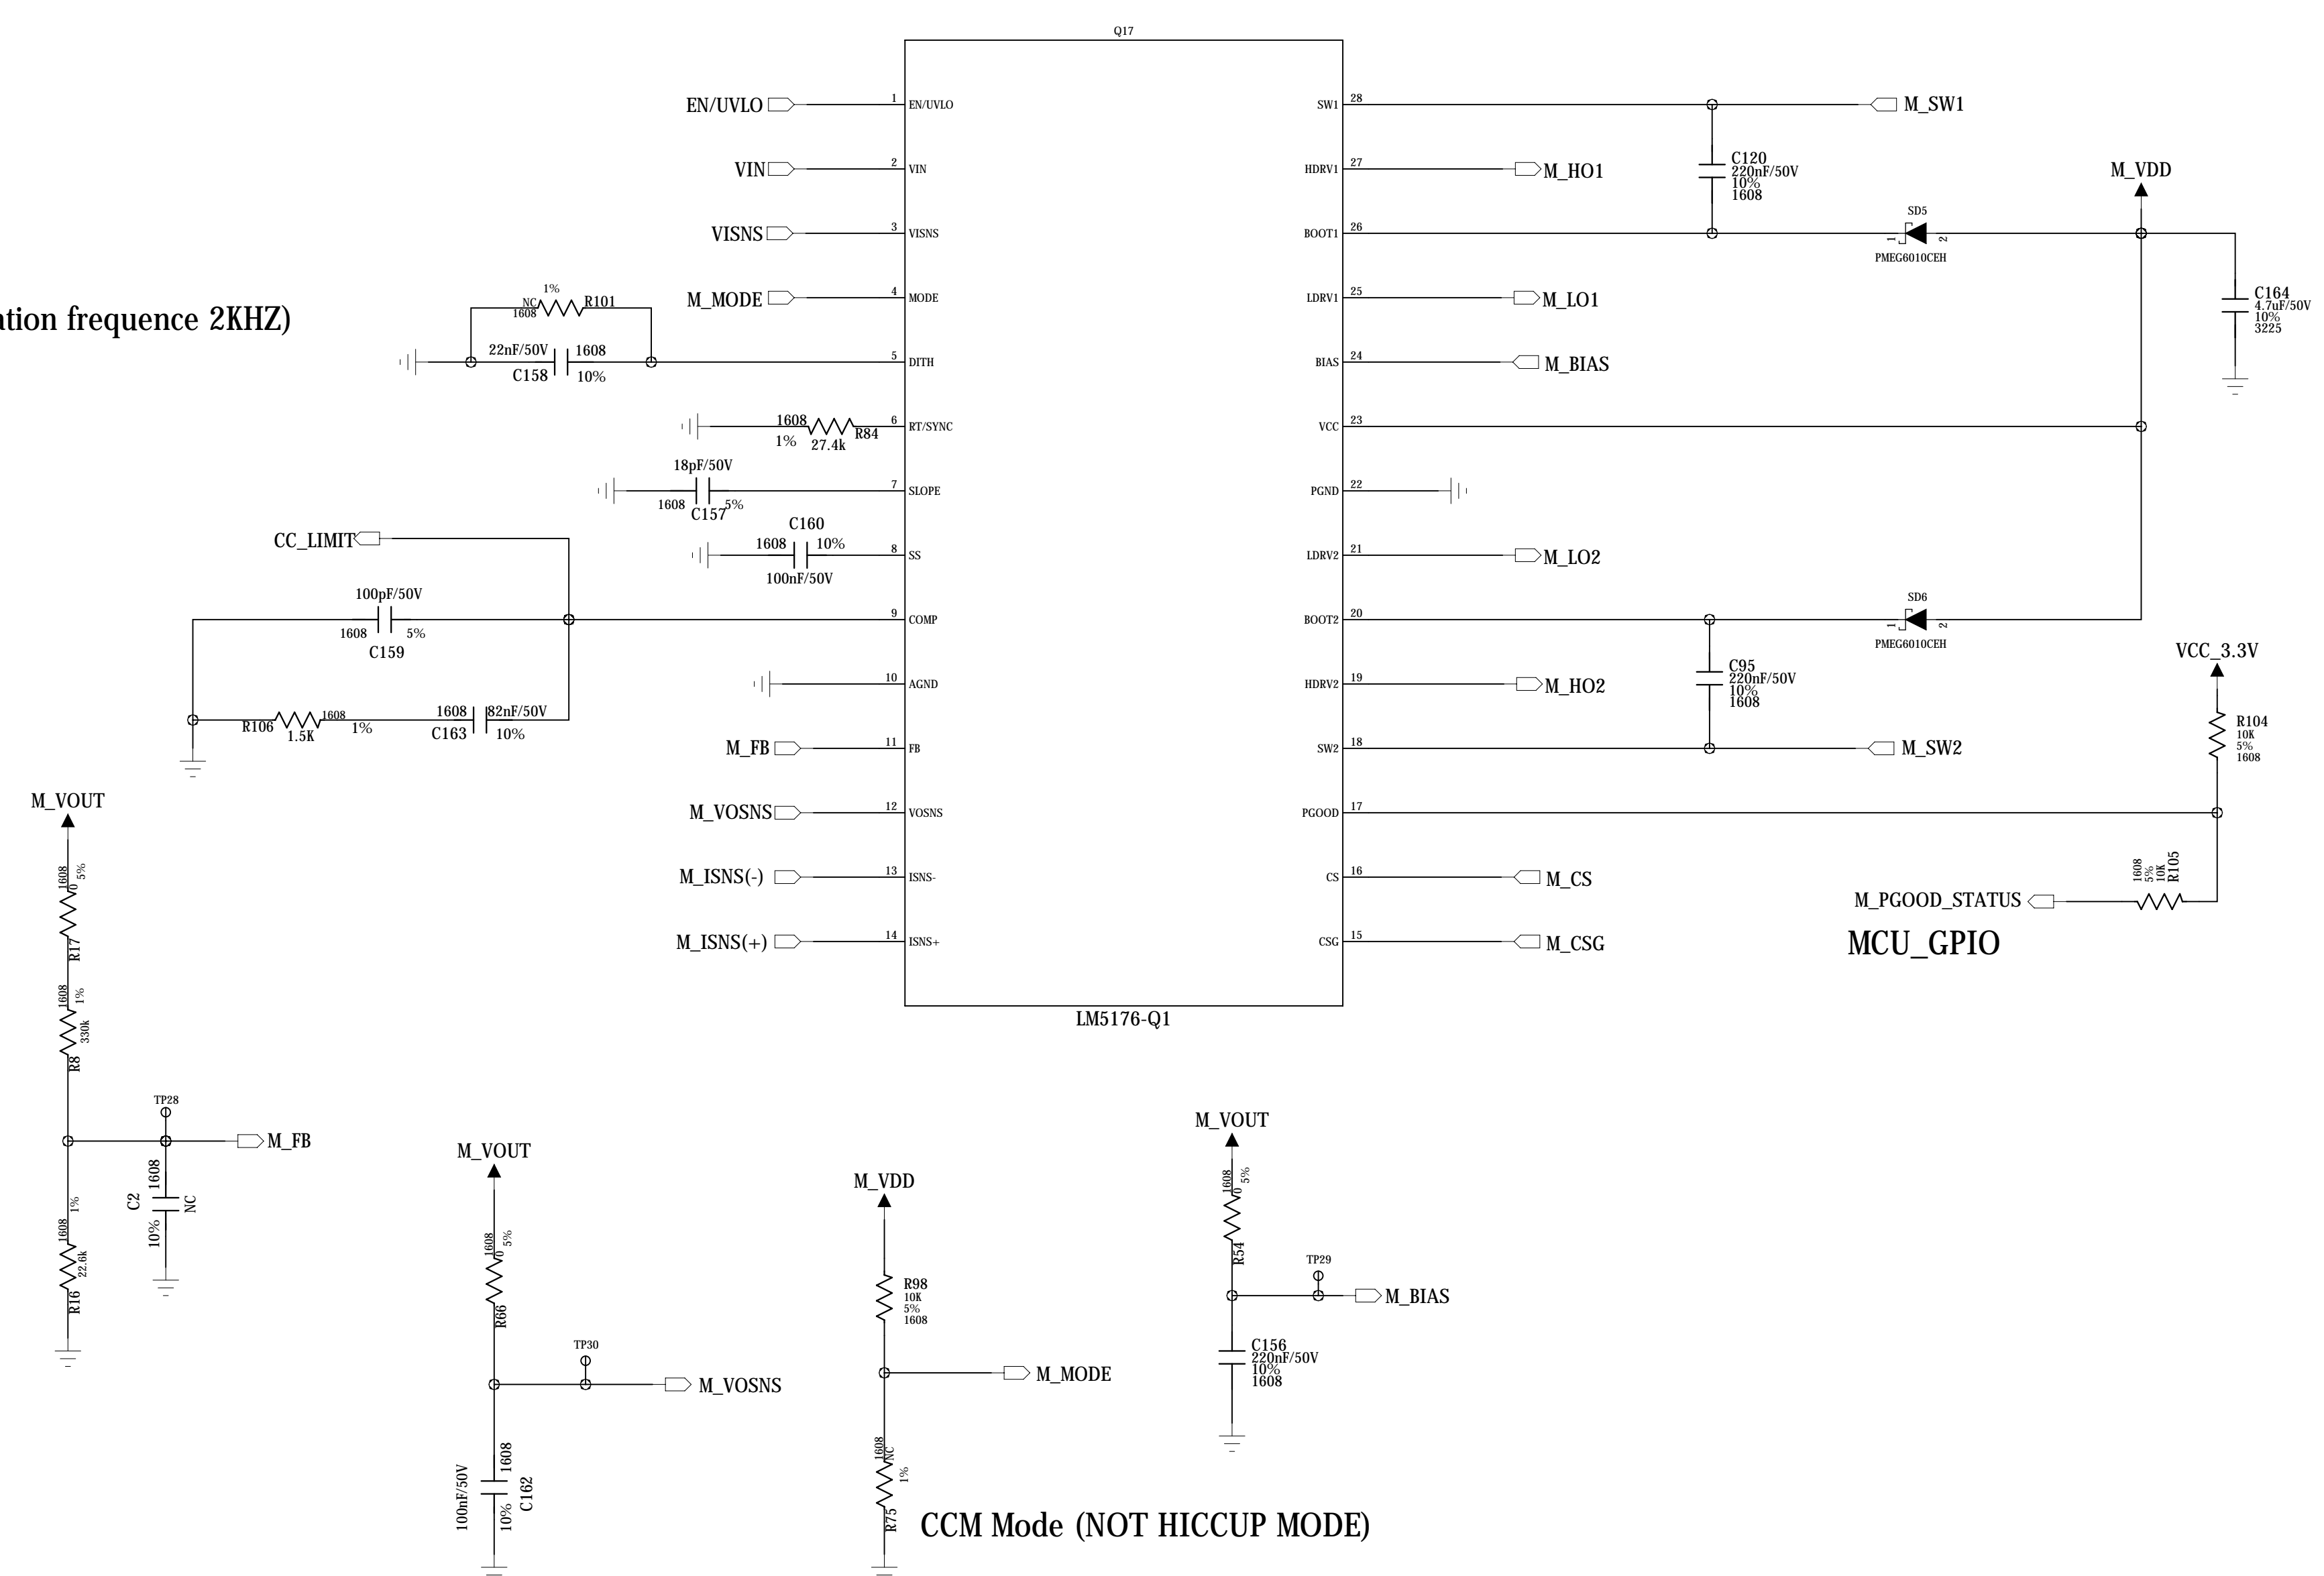 Q17
EN/UVLO
1
EN/UVLO
VIN
2
VIN
VISNS
3
VISNS
M_MODE
4
MODE
5
DITH
6
RT/SYNC
7
SLOPE
8
SS
9
COMP
10
AGND
M_FB
11
FB
M_VOSNS
12
VOSNS
M_ISNS(-)
13
ISNS-
M_ISNS(+)
14
ISNS+
SW1
28
M_SW1
HDRV1
27
M_HO1
BOOT1
26
LDRV1
25
M_LO1
BIAS
24
M_BIAS
VCC
23
PGND
22
LDRV2
21
M_LO2
BOOT2
20
HDRV2
19
M_HO2
SW2
18
M_SW2
PGOOD
17
CS
16
M_CS
CSG
15
M_CSG
LM5176-Q1
C120
220nF/50V
10%
1608
SD5
1
2
PMEG6010CEH
M_VDD
C164
4.7uF/50V
10%
3225
SD6
1
2
PMEG6010CEH
C95
220nF/50V
10%
1608
VCC_3.3V
R104
10K
5%
1608
1608
5%
10K
R105
M_PGOOD_STATUS
MCU_GPIO
ation frequence 2KHZ)
1%
NC
R101
1608
22nF/50V
1608
C158
10%
1608
R84
1%
27.4k
18pF/50V
1608
C157
5%
C160
1608
10%
100nF/50V
CC_LIMIT
100pF/50V
1608
5%
C159
R106
1608
1.5K
1%
1608
82nF/50V
C163
10%
M_VOUT
1608
0
5%
R17
1608
1%
330k
R8
TP28
M_FB
C2
1608
10%
NC
1608
1%
22.6k
R16
M_VOUT
1608
0
5%
R66
TP30
M_VOSNS
100nF/50V
1608
10%
C162
M_VDD
R98
10K
5%
1608
M_MODE
1608
NC
1%
R75
CCM Mode (NOT HICCUP MODE)
M_VOUT
1608
0
5%
R54
TP29
M_BIAS
C156
220nF/50V
10%
1608